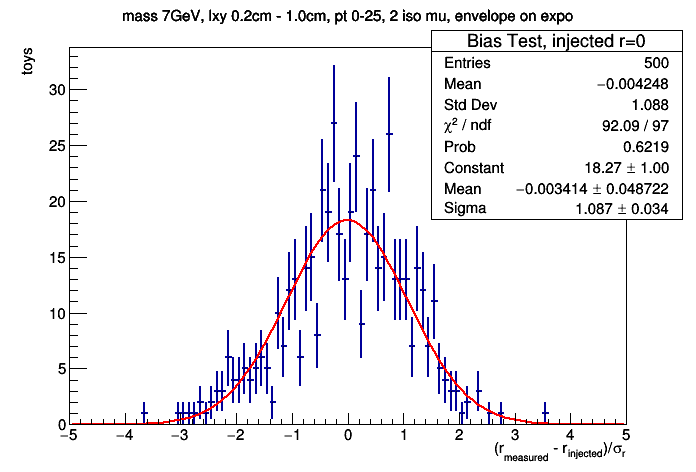 mass 7GeV, lxy 0.2cm - 1.0cm, pt 0-25, 2 iso mu, envelope on expo
Bias Test, injected r=0
Entries 500
Mean −0.004248
Std Dev 1.088
χ² / ndf 92.09 / 97
Prob 0.6219
Constant 18.27 ± 1.00
Mean −0.003414 ± 0.048722
Sigma 1.087 ± 0.034
toys
30
25
20
15
10
5
0
−5 −4 −3 −2 −1 0 1 2 3 4 5
(r_measured - r_injected)/σ_r